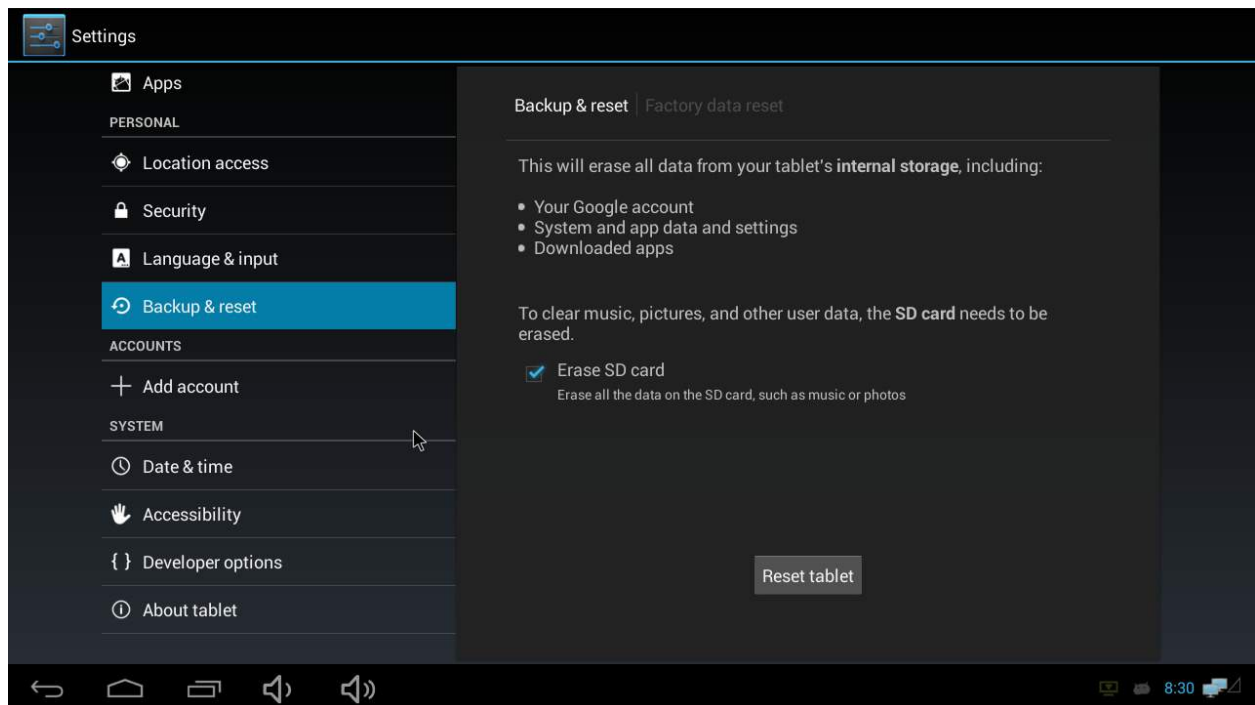 Settings
Apps
PERSONAL
Location access
Security
Language & input
Backup & reset
ACCOUNTS
Add account
SYSTEM
Date & time
Accessibility
{ } Developer options
About tablet
Backup & reset | Factory data reset
This will erase all data from your tablet's internal storage, including:
• Your Google account
• System and app data and settings
• Downloaded apps
To clear music, pictures, and other user data, the SD card needs to be
erased.
Erase SD card
Erase all the data on the SD card, such as music or photos
Reset tablet
8:30